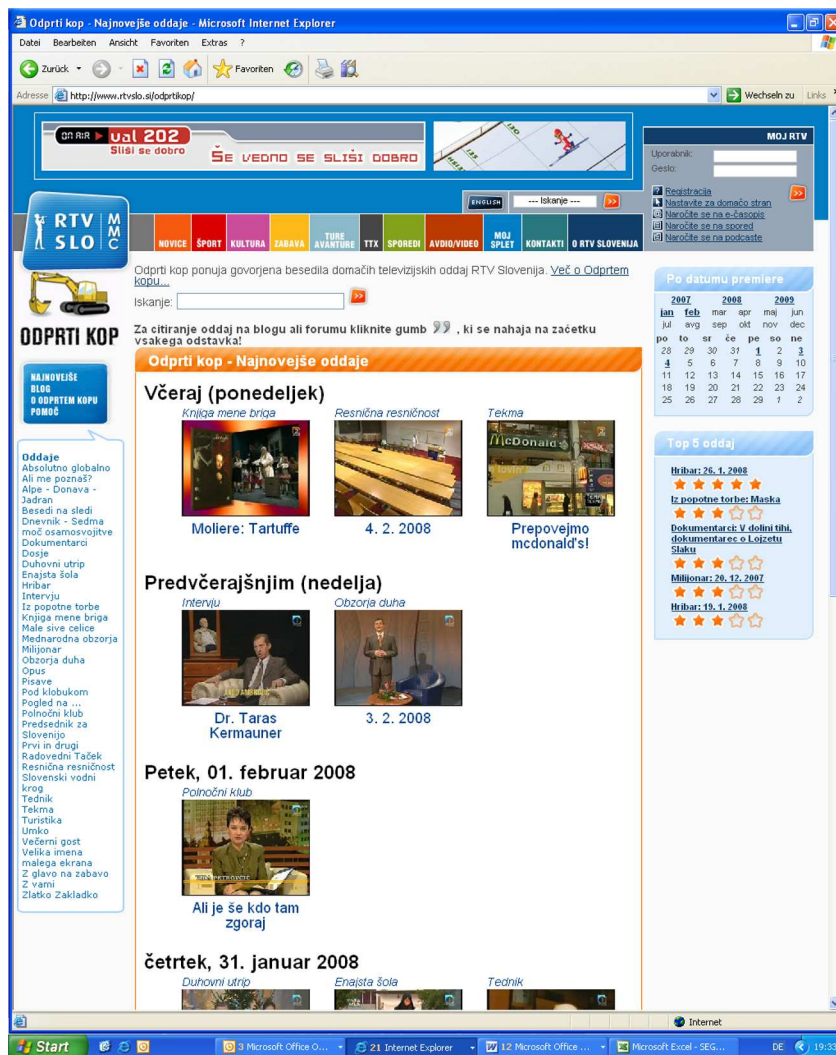 Odprti kop - Najnovejše oddaje - Microsoft Internet Explorer
Datei Bearbeiten Ansicht Favoriten Extras ?
Zurück Favoriten
Adresse http://www.rtvslo.si/odprtikop/ Wechseln zu Links
ON AIR val 202
Sliši se dobro
ŠE VEDNO SE SLIŠI DOBRO
MOJ RTV
Uporabnik:
Geslo:
Registracija
Nastavite za domačo stran
Naročite se na e-časopis
Naročite se na spored
Naročite se na podcaste
ENGLISH --- Iskanje ---
RTV SLO MMC
NOVICE ŠPORT KULTURA ZABAVA TURE AVANTURE TTX SPOREDI AVDIO/VIDEO MOJ SPLET KONTAKTI O RTV SLOVENIJA
ODPRTI KOP
NAJNOVEJŠE
BLOG
O ODPRTEM KOPU
POMOČ
Oddaje
Absolutno globalno
Ali me poznaš?
Alpe - Donava -
Jadran
Besedi na sledi
Dnevnik - Sedma
moč osamosvojitve
Dokumentarci
Dosje
Duhovni utrip
Enajsta šola
Hribar
Intervju
Iz popotne torbe
Knjiga mene briga
Male sive celice
Mednarodna obzorja
Milijonar
Obzorja duha
Opus
Pisave
Pod klobukom
Pogled na ...
Polnočni klub
Predsednik za
Slovenijo
Prvi in drugi
Radovedni Taček
Resnična resničnost
Slovenski vodni
krog
Tednik
Tekma
Turistika
Umko
Večerni gost
Velika imena
malega ekrana
Z glavo na zabavo
Z vami
Zlatko Zakladko
Odprti kop ponuja govorjena besedila domačih televizijskih oddaj RTV Slovenija. Več o Odprtem
kopu...
Iskanje:
Za citiranje oddaj na blogu ali forumu kliknite gumb , ki se nahaja na začetku
vsakega odstavka!
Odprti kop - Najnovejše oddaje
Včeraj (ponedeljek)
Knjiga mene briga Resnična resničnost Tekma
McDonald's
Moliere: Tartuffe 4. 2. 2008 Prepovejmo
mcdonald's!
Predvčerajšnjim (nedelja)
Intervju Obzorja duha
Dr. Taras
Kermauner
3. 2. 2008
Petek, 01. februar 2008
Polnočni klub
Ali je še kdo tam
zgoraj
četrtek, 31. januar 2008
Duhovni utrip Enajsta šola Tednik
Po datumu premiere
2007 2008 2009
jan feb mar apr maj jun
jul avg sep okt nov dec
po to sr če pe so ne
28 29 30 31 1 2 3
4 5 6 7 8 9 10
11 12 13 14 15 16 17
18 19 20 21 22 23 24
25 26 27 28 29 1 2
Top 5 oddaj
Hribar: 26. 1. 2008
Iz popotne torbe: Maska
Dokumentarci: V dolini tihi,
dokumentarec o Lojzetu
Slaku
Milijonar: 20. 12. 2007
Hribar: 19. 1. 2008
Internet
Start 3 Microsoft Office O... 21 Internet Explorer 12 Microsoft Office ... Microsoft Excel - SEG... DE